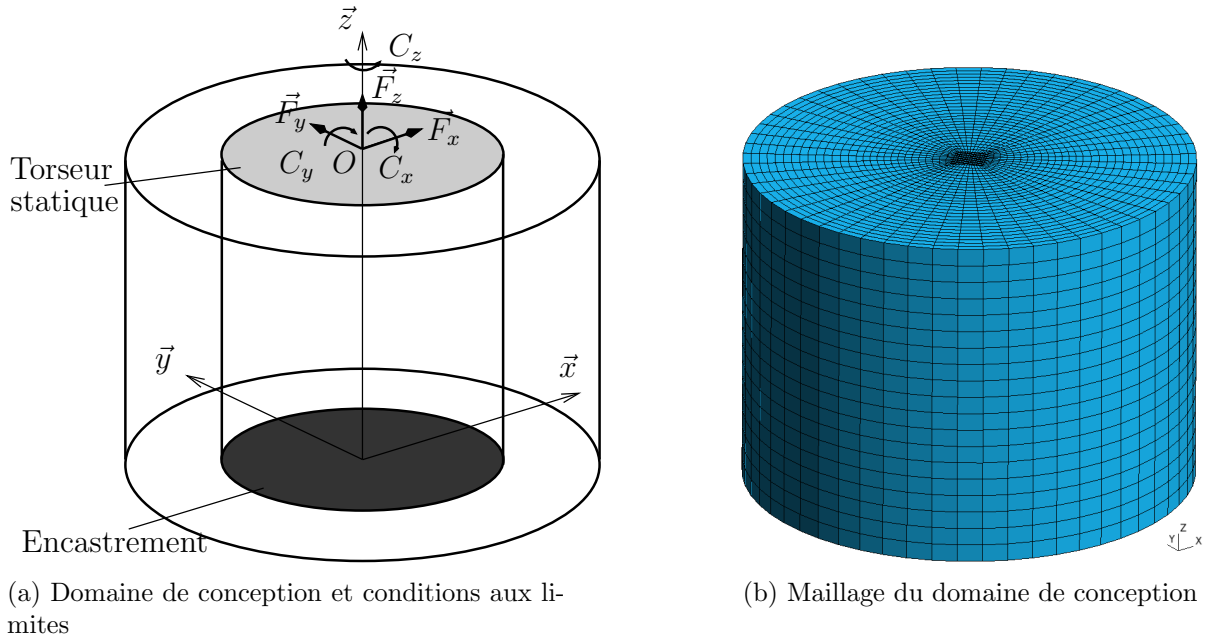 z⃗
C_z
F⃗_z
F⃗_y
F⃗_x
C_y
O
C_x
Torseur
statique
y⃗
x⃗
Encastrement
Z
Y
X
(a) Domaine de conception et conditions aux li-
mites
(b) Maillage du domaine de conception